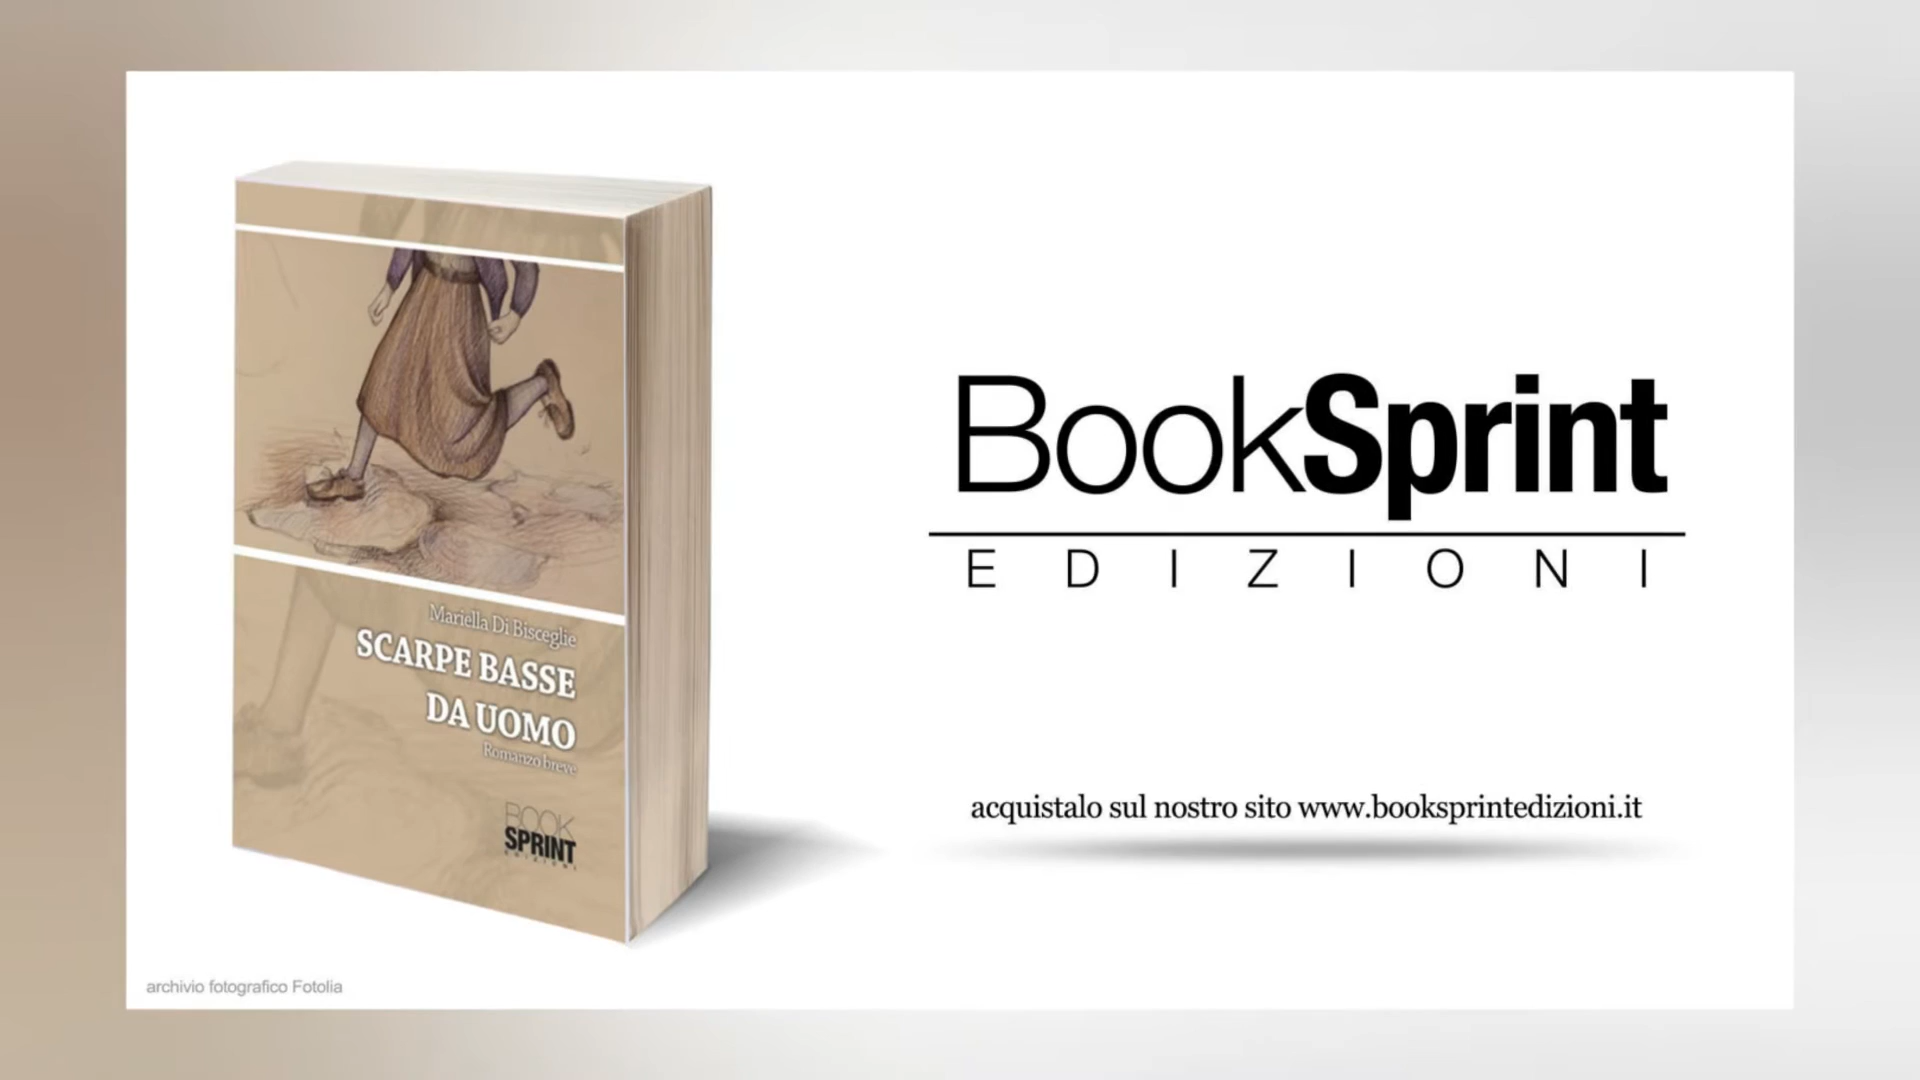 Mariella Di Bisceglie
SCARPE BASSE
DA UOMO
Romanzo breve
BOOK
SPRINT
EDIZIONI
BookSprint
EDIZIONI
acquistalo sul nostro sito www.booksprintedizioni.it
archivio fotografico Fotolia